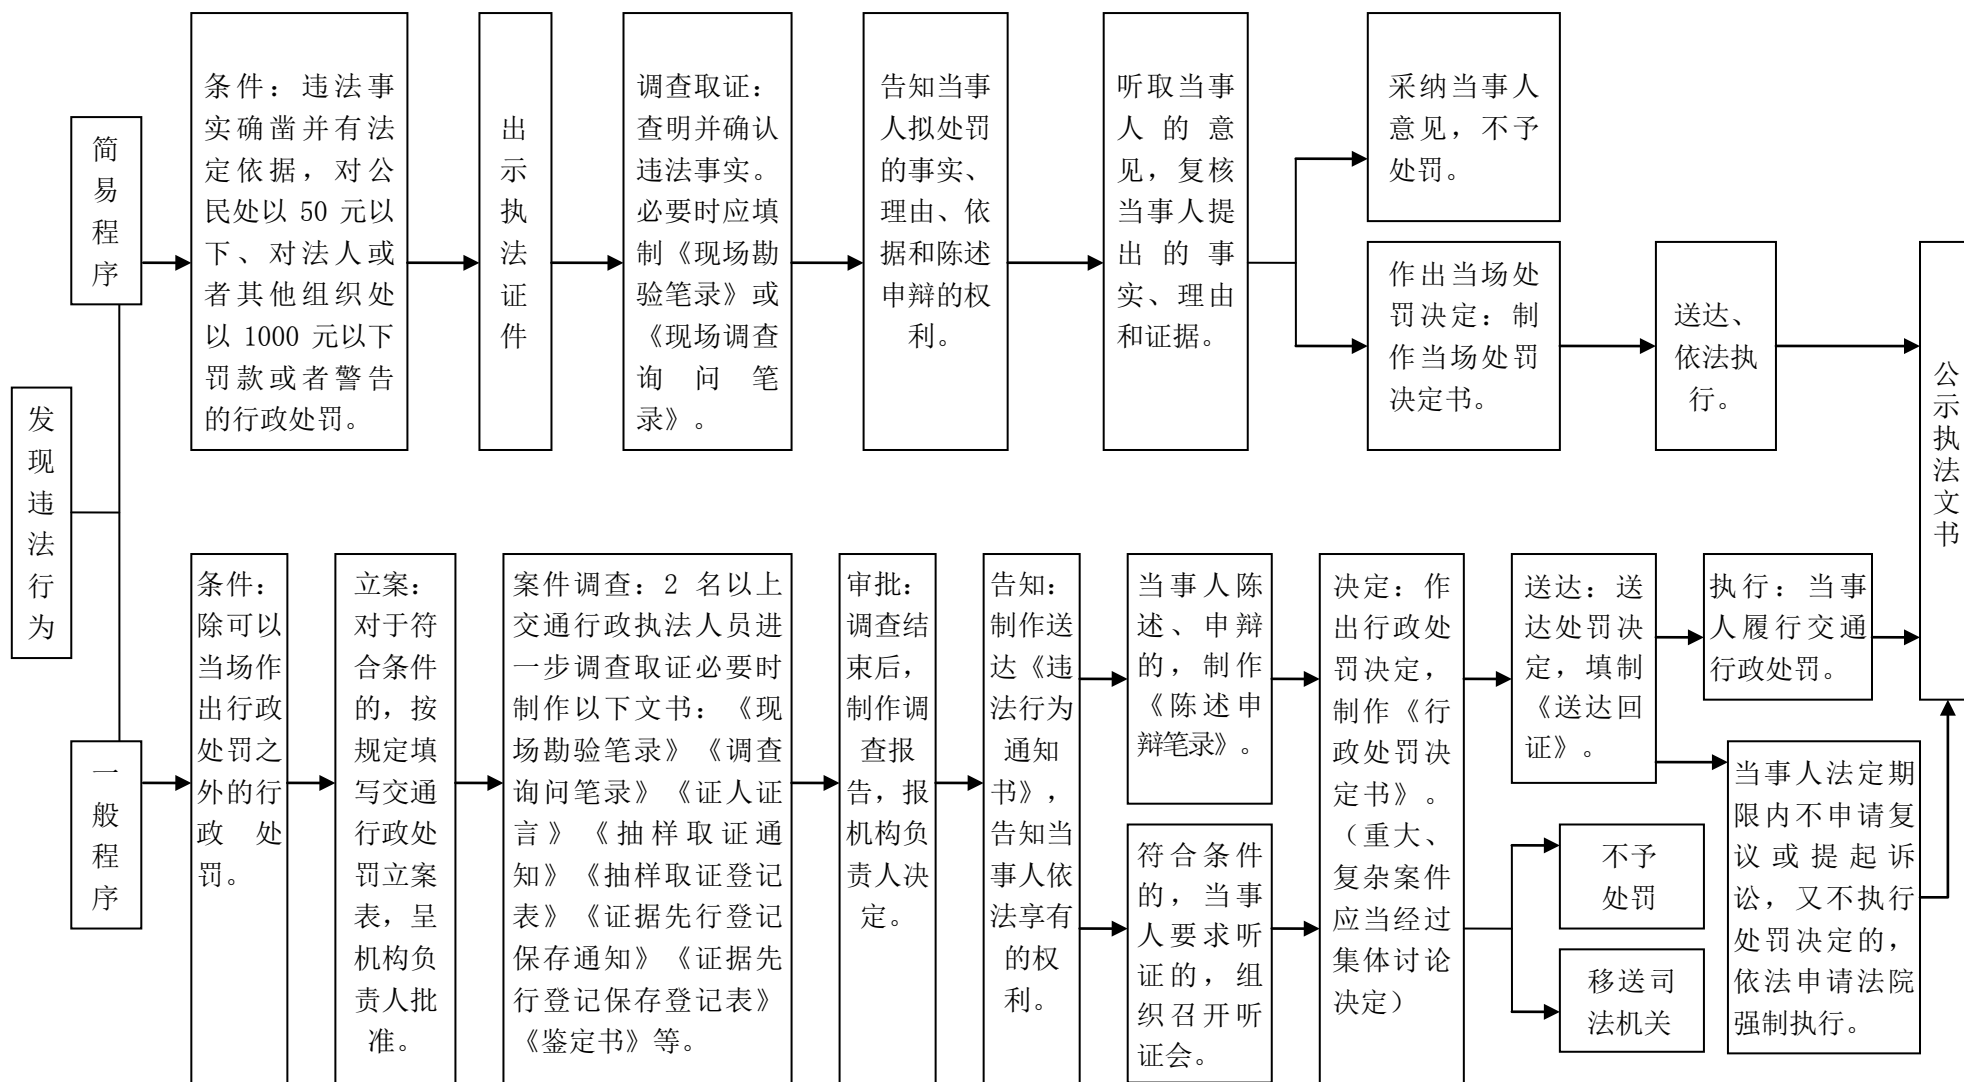 发
现
违
法
行
为
简
易
程
序
条件：违法事
实确凿并有法
定依据，对公
民处以 50 元以
下、对法人或
者其他组织处
以 1000 元以下
罚款或者警告
的行政处罚。
出
示
执
法
证
件
调查取证：
查明并确认
违法事实。
必要时应填
制《现场勘
验笔录》或
《现场调查
询问笔
录》。
告知当事
人拟处罚
的事实、
理由、依
据和陈述
申辩的权
利。
听取当事
人的意
见，复核
当事人提
出的事
实、理由
和证据。
采纳当事人
意见，不予
处罚。
作出当场处
罚决定：制
作当场处罚
决定书。
送达、
依法执
行。
公
示
执
法
文
书
一
般
程
序
条件：
除可以
当场作
出行政
处罚之
外的行
政处
罚。
立案：
对于符
合条件
的，按
规定填
写交通
行政处
罚立案
表，呈
机构负
责人批
准。
案件调查：2 名以上
交通行政执法人员进
一步调查取证必要时
制作以下文书：《现
场勘验笔录》《调查
询问笔录》《证人证
言》《抽样取证通
知》《抽样取证登记
表》《证据先行登记
保存通知》《证据先
行登记保存登记表》
《鉴定书》等。
审批：
调查结
束后，
制作调
查报
告，报
机构负
责人决
定。
告知：
制作送
达《违
法行为
通知
书》，
告知当
事人依
法享有
的权
利。
当事人陈
述、申辩
的，制作
《陈述申
辩笔录》。
符合条件
的，当事
人要求听
证的，组
织召开听
证会。
决定：作
出行政处
罚决定，
制作《行
政处罚决
定书》。
（重大、
复杂案件
应当经过
集体讨论
决定）
送达：送
达处罚决
定，填制
《送达回
证》。
执行：当事
人履行交通
行政处罚。
不予
处罚
移送司
法机关
当事人法定期
限内不申请复
议或提起诉
讼，又不执行
处罚决定的，
依法申请法院
强制执行。